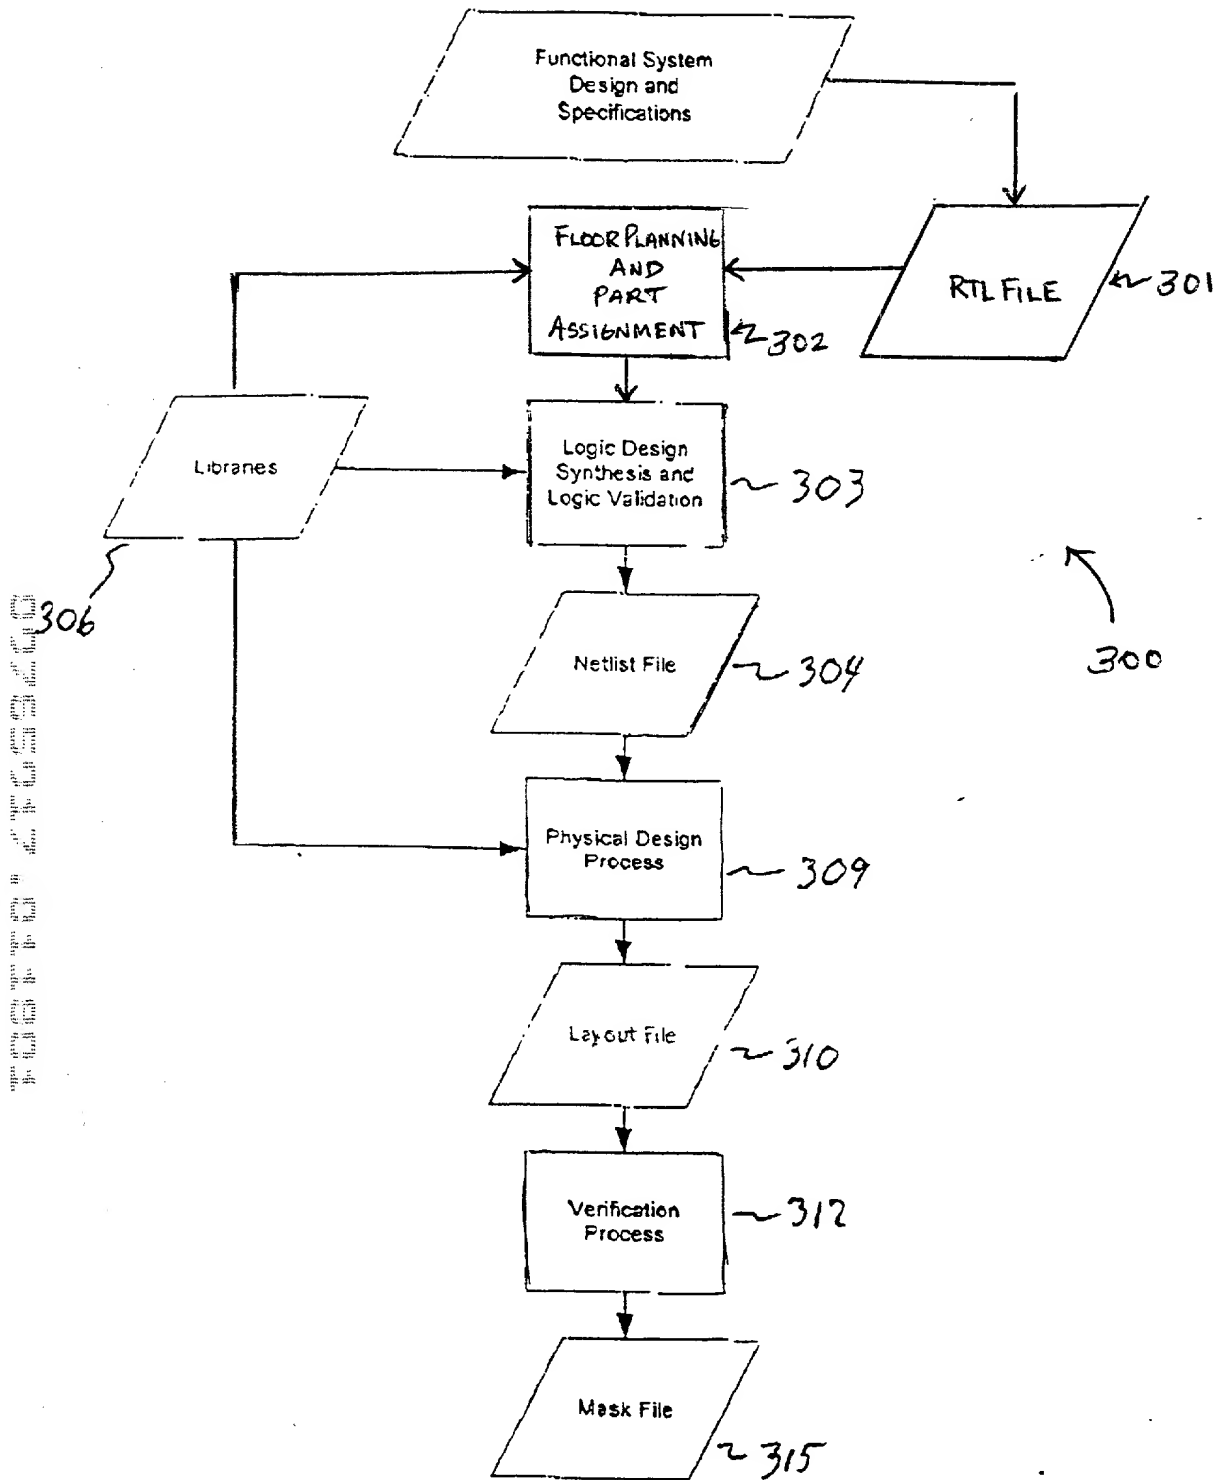 Functional System
Design and
Specifications
FLOORPLANNING
AND
PART
ASSIGNMENT
302
RTL FILE
301
Libranes
306
Logic Design
Synthesis and
Logic Validation
303
300
Netlist File
304
Physical Design
Process
309
Layout File
310
Verification
Process
312
Mask File
315